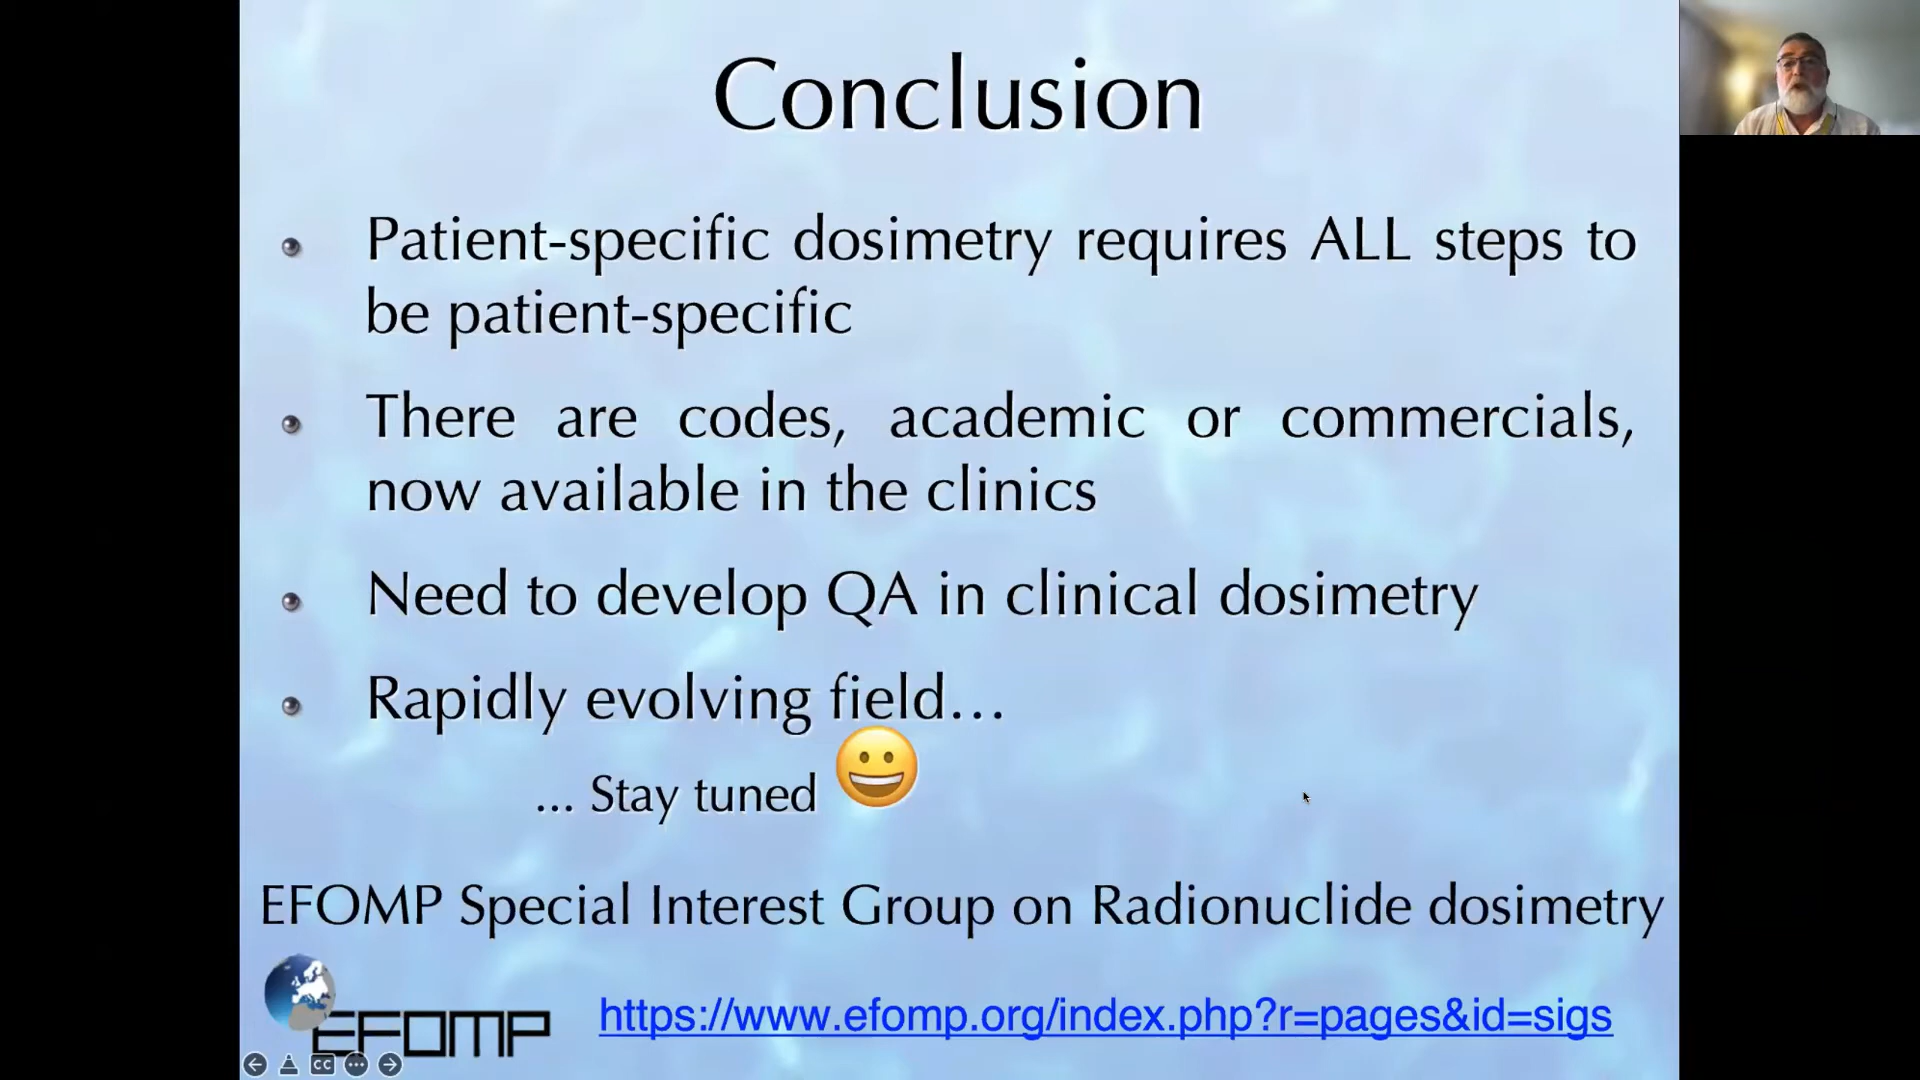 Conclusion
Patient-specific dosimetry requires ALL steps to
be patient-specific
There are codes, academic or commercials,
now available in the clinics
Need to develop QA in clinical dosimetry
Rapidly evolving field...
... Stay tuned
EFOMP Special Interest Group on Radionuclide dosimetry
EFOMP
https://www.efomp.org/index.php?r=pages&id=sigs
CC